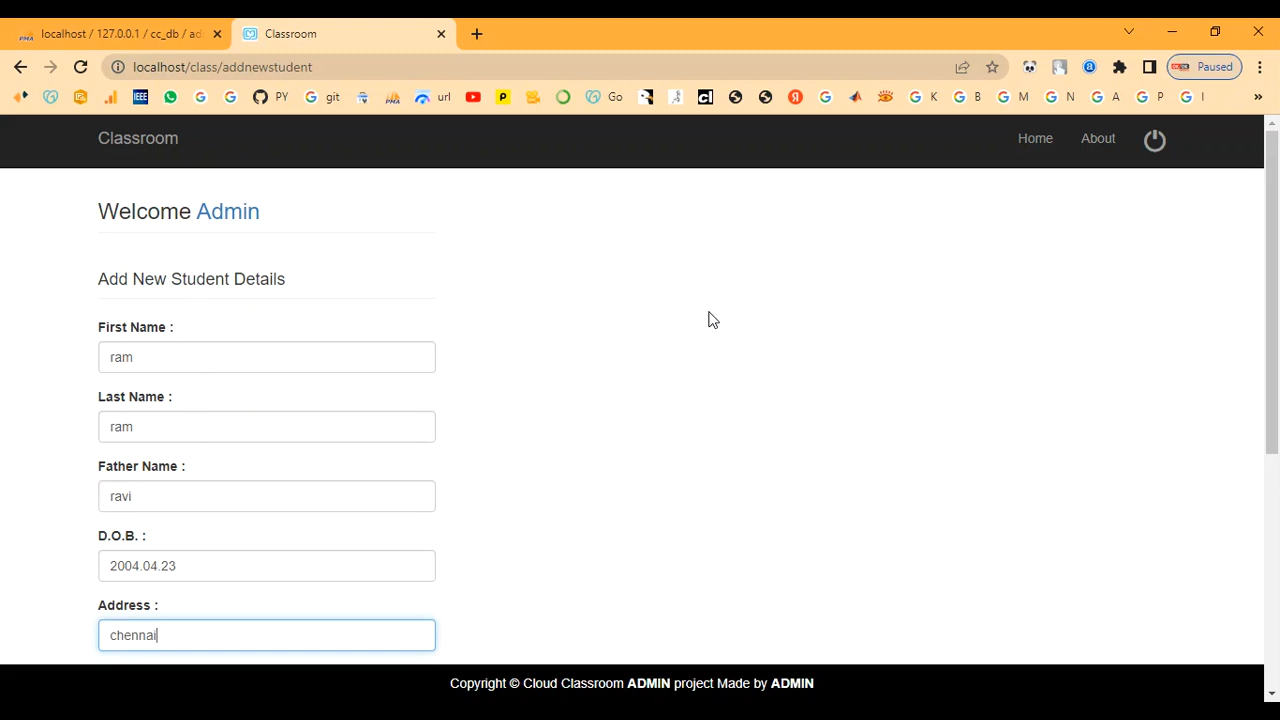 localhost / 127.0.0.1 / cc_db / ad
Classroom
localhost/class/addnewstudent
Paused
PY
git
url
Go
K
B
M
N
A
P
I
Classroom
Home
About
Welcome Admin
Add New Student Details
First Name :
ram
Last Name :
ram
Father Name :
ravi
D.O.B. :
2004.04.23
Address :
chennai
Copyright © Cloud Classroom ADMIN project Made by ADMIN